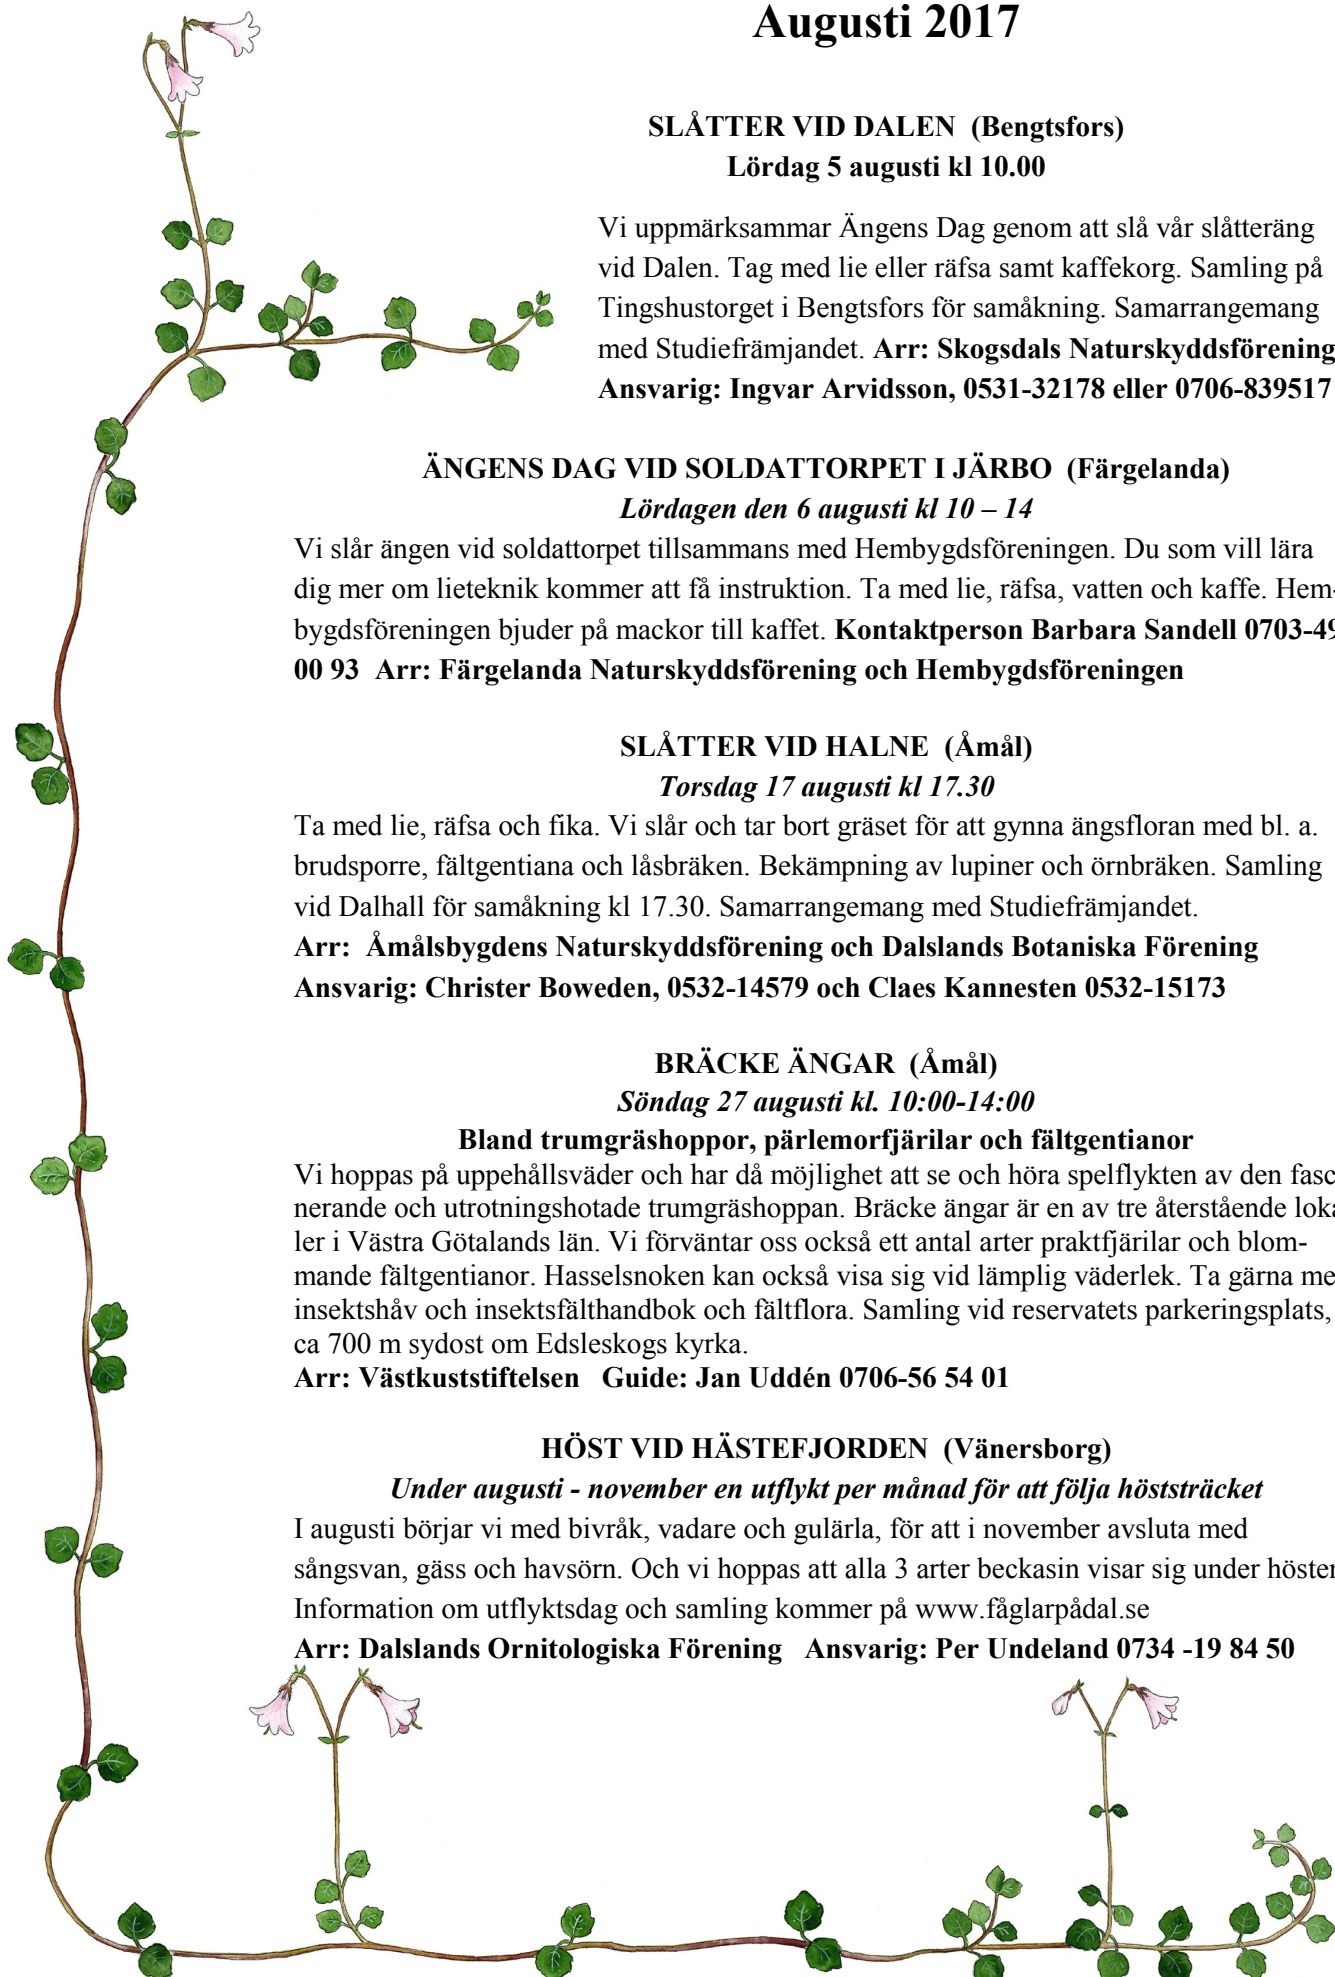 Augusti 2017
SLÅTTER VID DALEN (Bengtsfors)
Lördag 5 augusti kl 10.00
Vi uppmärksammar Ängens Dag genom att slå vår slåtteräng
vid Dalen. Tag med lie eller räfsa samt kaffekorg. Samling på
Tingshustorget i Bengtsfors för samåkning. Samarrangemang
med Studiefrämjandet. Arr: Skogsdals Naturskyddsförening
Ansvarig: Ingvar Arvidsson, 0531-32178 eller 0706-839517
ÄNGENS DAG VID SOLDATTORPET I JÄRBO (Färgelanda)
Lördagen den 6 augusti kl 10 – 14
Vi slår ängen vid soldattorpet tillsammans med Hembygdsföreningen. Du som vill lära
dig mer om lieteknik kommer att få instruktion. Ta med lie, räfsa, vatten och kaffe. Hem-
bygdsföreningen bjuder på mackor till kaffet. Kontaktperson Barbara Sandell 0703-49
00 93 Arr: Färgelanda Naturskyddsförening och Hembygdsföreningen
SLÅTTER VID HALNE (Åmål)
Torsdag 17 augusti kl 17.30
Ta med lie, räfsa och fika. Vi slår och tar bort gräset för att gynna ängsfloran med bl. a.
brudsporre, fältgentiana och låsbräken. Bekämpning av lupiner och örnbräken. Samling
vid Dalhall för samåkning kl 17.30. Samarrangemang med Studiefrämjandet.
Arr: Åmålsbygdens Naturskyddsförening och Dalslands Botaniska Förening
Ansvarig: Christer Boweden, 0532-14579 och Claes Kannesten 0532-15173
BRÄCKE ÄNGAR (Åmål)
Söndag 27 augusti kl. 10:00-14:00
Bland trumgräshoppor, pärlemorfjärilar och fältgentianor
Vi hoppas på uppehållsväder och har då möjlighet att se och höra spelflykten av den fasc
nerande och utrotningshotade trumgräshoppan. Bräcke ängar är en av tre återstående loka
ler i Västra Götalands län. Vi förväntar oss också ett antal arter praktfjärilar och blom-
mande fältgentianor. Hasselsnoken kan också visa sig vid lämplig väderlek. Ta gärna me
insektshåv och insektsfälthandbok och fältflora. Samling vid reservatets parkeringsplats,
ca 700 m sydost om Edsleskogs kyrka.
Arr: Västkuststiftelsen Guide: Jan Uddén 0706-56 54 01
HÖST VID HÄSTEFJORDEN (Vänersborg)
Under augusti - november en utflykt per månad för att följa höststräcket
I augusti börjar vi med bivråk, vadare och gulärla, för att i november avsluta med
sångsvan, gäss och havsörn. Och vi hoppas att alla 3 arter beckasin visar sig under hösten
Information om utflyktsdag och samling kommer på www.fåglarpådal.se
Arr: Dalslands Ornitologiska Förening Ansvarig: Per Undeland 0734 -19 84 50